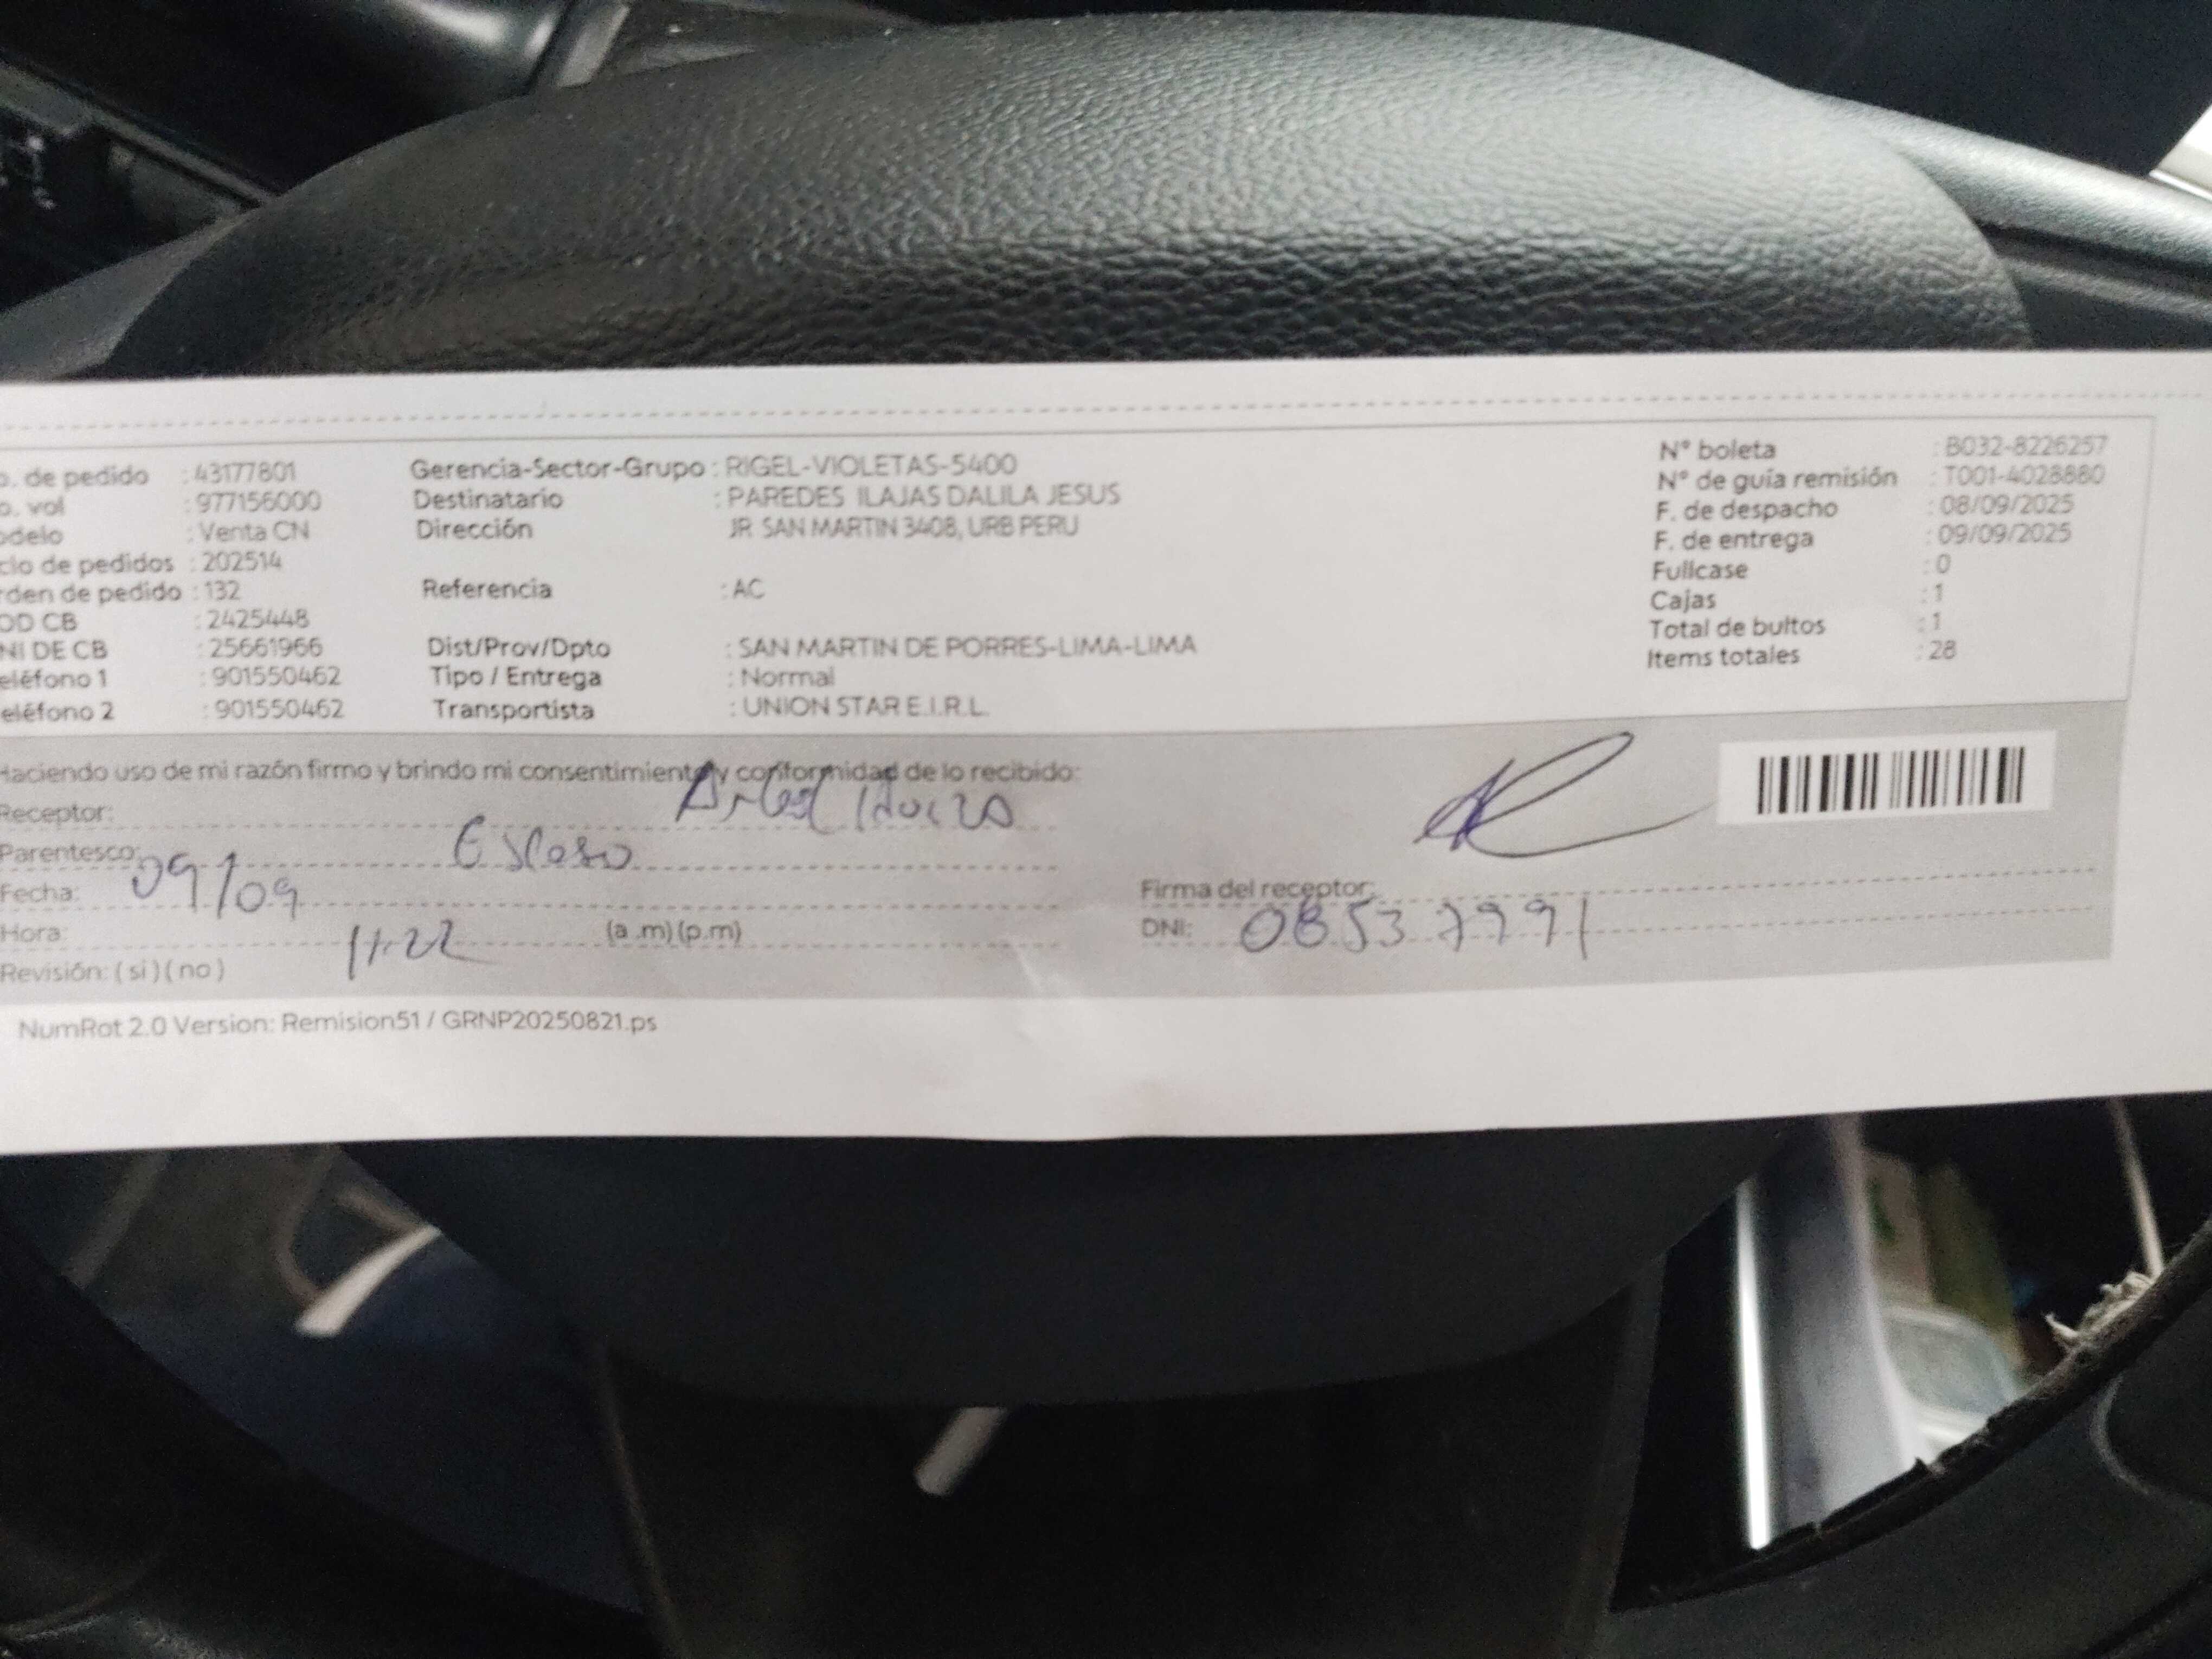 o. de pedido : 43177801 Gerencia-Sector-Grupo : RIGEL-VIOLETAS-5400 N° boleta : B032-8226257
o. vol : 977156000 Destinatario : PAREDES ILAJAS DALILA JESUS N° de guía remisión : T001-4028880
odelo : Venta CN Dirección JR SAN MARTIN 3408, URB PERU F. de despacho : 08/09/2025
clo de pedidos : 202514 F. de entrega : 09/09/2025
rden de pedido : 132 Referencia : AC Fullcase : 0
OD CB : 2425448 Cajas : 1
NI DE CB : 25661966 Dist/Prov/Dpto : SAN MARTIN DE PORRES-LIMA-LIMA Total de bultos : 1
eléfono 1 : 901550462 Tipo / Entrega : Normal Items totales : 28
eléfono 2 : 901550462 Transportista : UNION STAR E.I.R.L.
Haciendo uso de mi razón firmo y brindo mi consentimiento y conformidad de lo recibido:
Receptor:
Parentesco:
Fecha: 09/09 Firma del receptor:
Hora: 11:22 (a .m) (p.m) DNI: 08537991
Revisión: ( si ) ( no )
NumRot 2.0 Version: Remision51 / GRNP20250821.ps